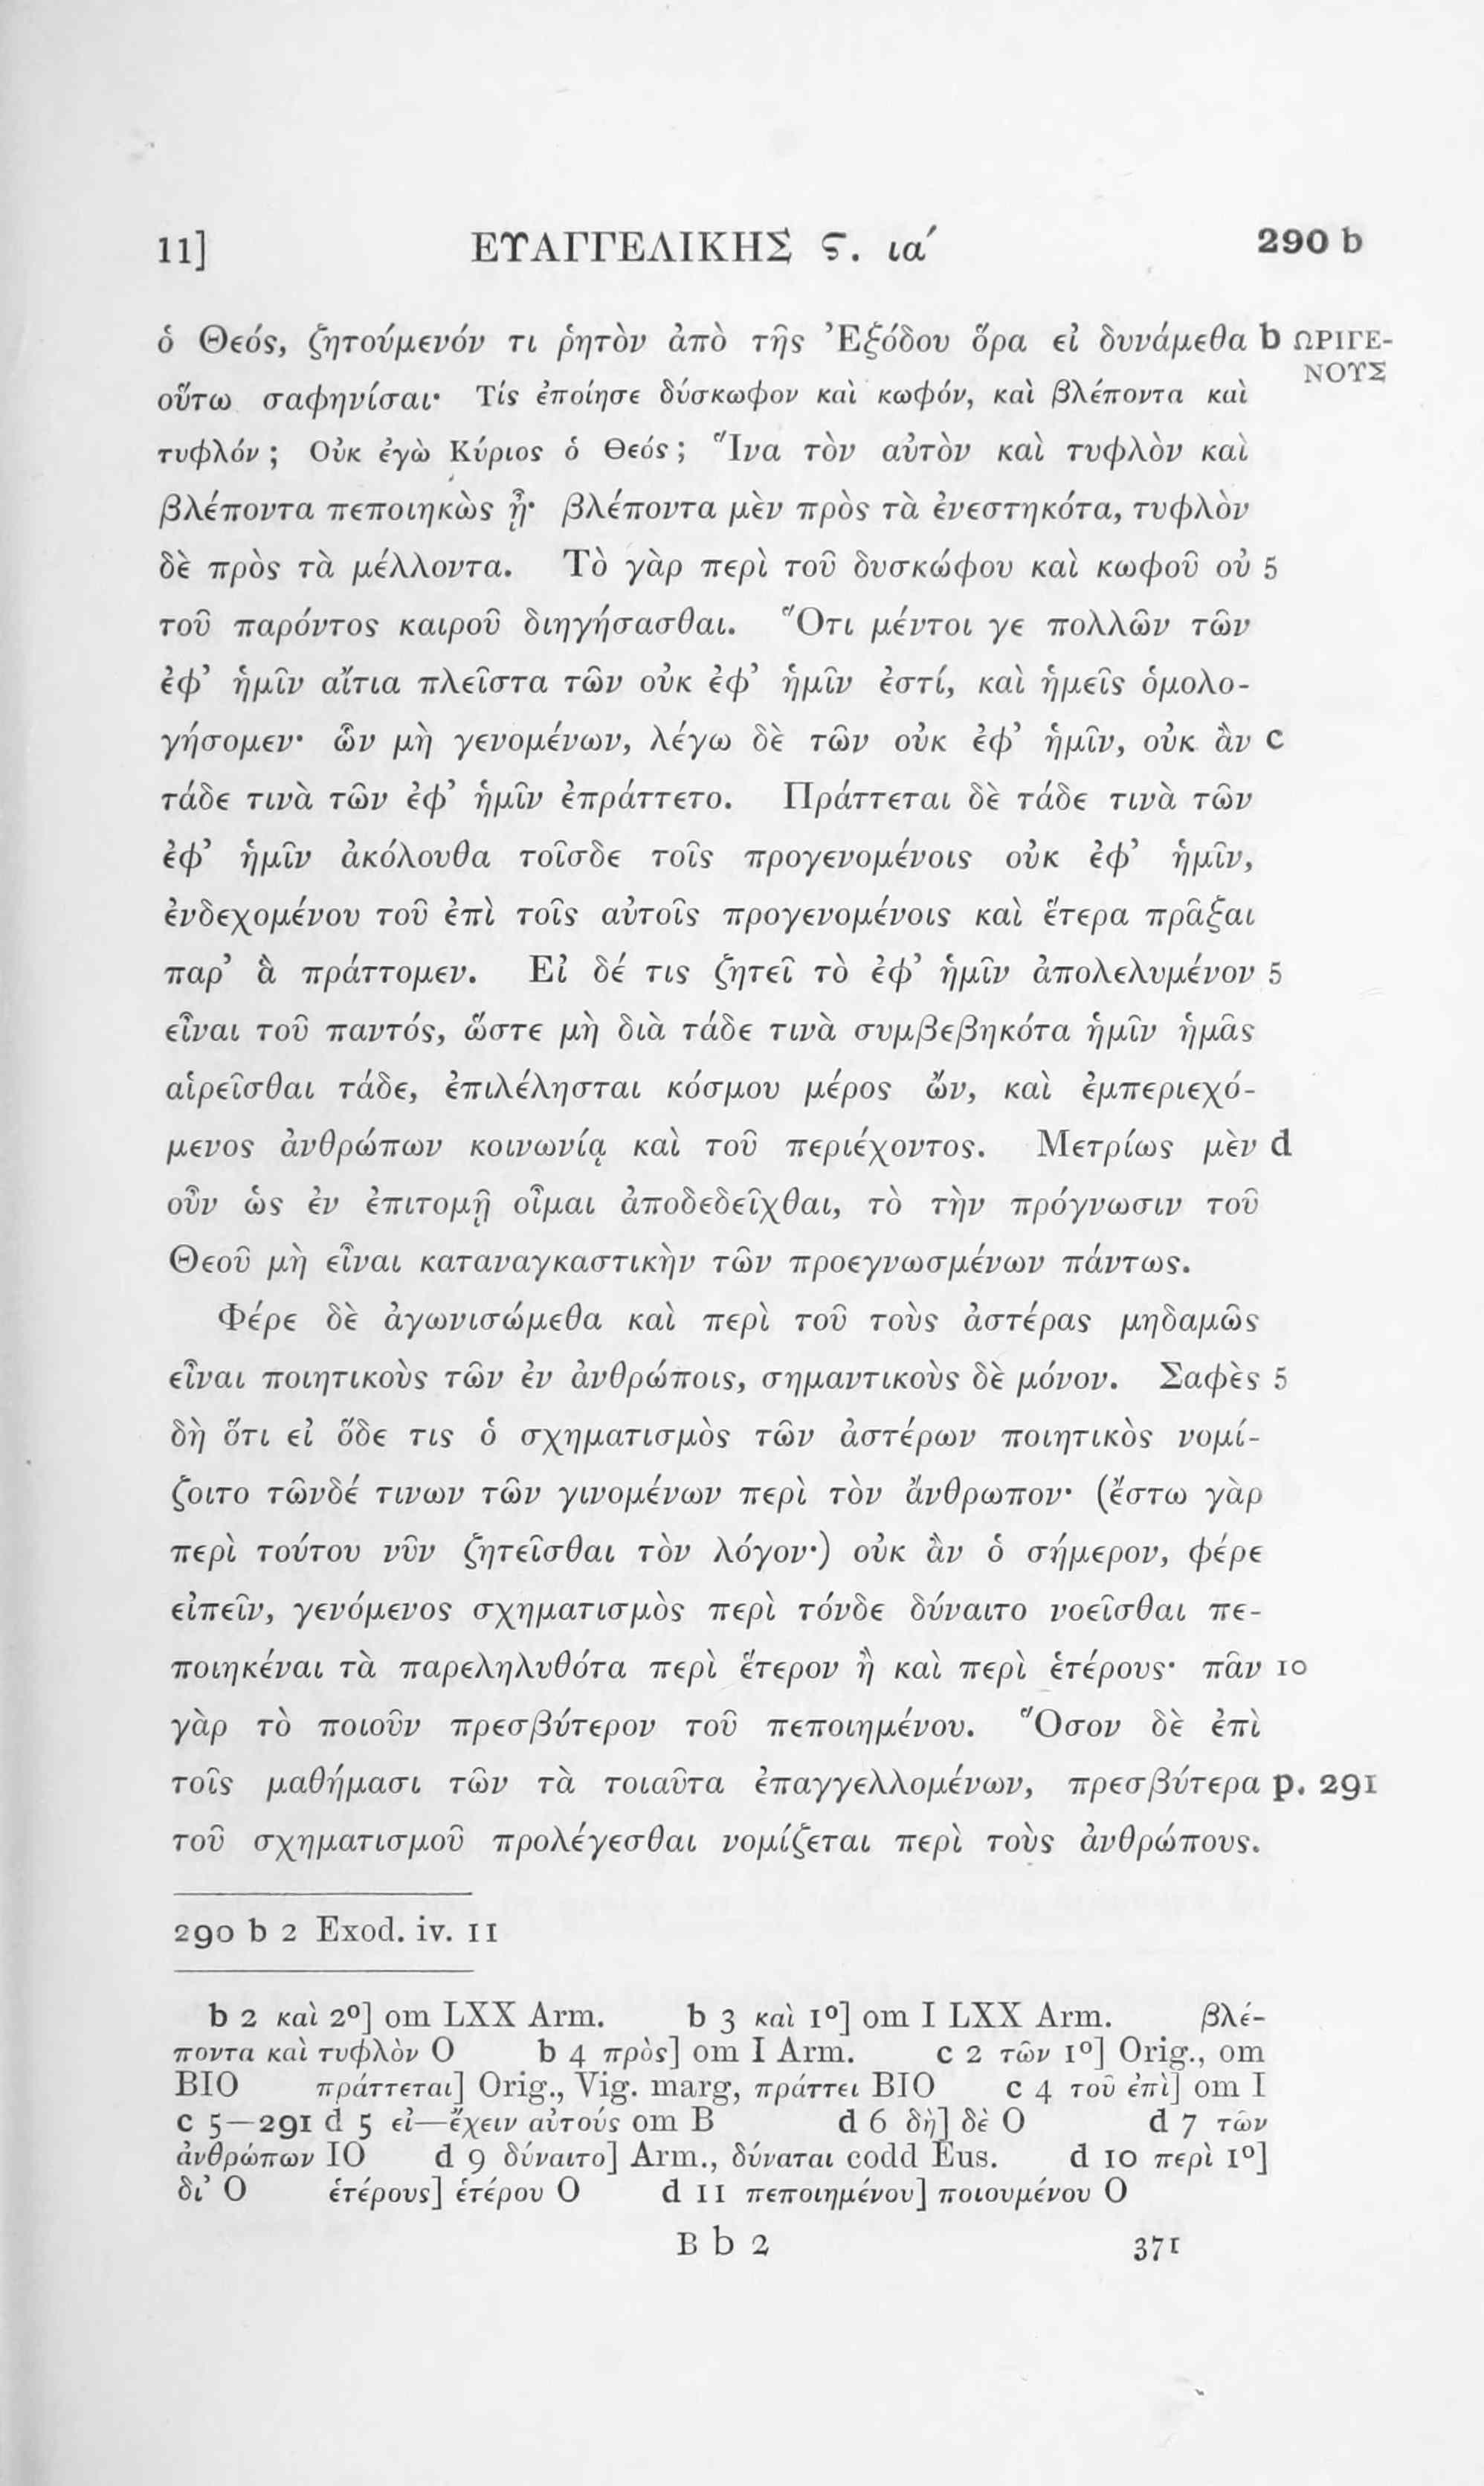 11] ΕΥΑΓΓΕΛΙΚΗΣ ϛ. ια′ 290 b
ὁ Θεός, ζητούμενόν τι ῥητὸν ἀπὸ τῆς Ἐξόδου ὅρα εἰ δυνάμεθα b ΩΡΙΓΕ-
ΝΟΥΣ
οὕτω σαφηνίσαι· Τίς ἐποίησε δύσκωφον καὶ κωφόν, καὶ βλέποντα καὶ
τυφλόν; Οὐκ ἐγὼ Κύριος ὁ Θεός; Ἵνα τὸν αὐτὸν καὶ τυφλὸν καὶ
βλέποντα πεποιηκὼς ᾖ· βλέποντα μὲν πρὸς τὰ ἐνεστηκότα, τυφλὸν
δὲ πρὸς τὰ μέλλοντα. Τὸ γὰρ περὶ τοῦ δυσκώφου καὶ κωφοῦ οὐ 5
τοῦ παρόντος καιροῦ διηγήσασθαι. Ὅτι μέντοι γε πολλῶν τῶν
ἐφ’ ἡμῖν αἴτια πλεῖστα τῶν οὐκ ἐφ’ ἡμῖν ἐστί, καὶ ἡμεῖς ὁμολο-
γήσομεν· ὧν μὴ γενομένων, λέγω δὲ τῶν οὐκ ἐφ’ ἡμῖν, οὐκ ἂν c
τάδε τινὰ τῶν ἐφ’ ἡμῖν ἐπράττετο. Πράττεται δὲ τάδε τινὰ τῶν
ἐφ’ ἡμῖν ἀκόλουθα τοῖσδε τοῖς προγενομένοις οὐκ ἐφ’ ἡμῖν,
ἐνδεχομένου τοῦ ἐπὶ τοῖς αὐτοῖς προγενομένοις καὶ ἕτερα πρᾶξαι
παρ’ ἃ πράττομεν. Εἰ δέ τις ζητεῖ τὸ ἐφ’ ἡμῖν ἀπολελυμένον 5
εἶναι τοῦ παντός, ὥστε μὴ διὰ τάδε τινὰ συμβεβηκότα ἡμῖν ἡμᾶς
αἱρεῖσθαι τάδε, ἐπιλέλησται κόσμου μέρος ὤν, καὶ ἐμπεριεχό-
μενος ἀνθρώπων κοινωνίᾳ καὶ τοῦ περιέχοντος. Μετρίως μὲν d
οὖν ὡς ἐν ἐπιτομῇ οἶμαι ἀποδεδεῖχθαι, τὸ τὴν πρόγνωσιν τοῦ
Θεοῦ μὴ εἶναι καταναγκαστικὴν τῶν προεγνωσμένων πάντως.
Φέρε δὲ ἀγωνισώμεθα καὶ περὶ τοῦ τοὺς ἀστέρας μηδαμῶς
εἶναι ποιητικοὺς τῶν ἐν ἀνθρώποις, σημαντικοὺς δὲ μόνον. Σαφὲς 5
δὴ ὅτι εἰ ὅδε τις ὁ σχηματισμὸς τῶν ἀστέρων ποιητικὸς νομί-
ζοιτο τῶνδέ τινων τῶν γινομένων περὶ τὸν ἄνθρωπον· (ἔστω γὰρ
περὶ τούτου νῦν ζητεῖσθαι τὸν λόγον·) οὐκ ἂν ὁ σήμερον, φέρε
εἰπεῖν, γενόμενος σχηματισμὸς περὶ τόνδε δύναιτο νοεῖσθαι πε-
ποιηκέναι τὰ παρεληλυθότα περὶ ἕτερον ἢ καὶ περὶ ἑτέρους· πᾶν 10
γὰρ τὸ ποιοῦν πρεσβύτερον τοῦ πεποιημένου. Ὅσον δὲ ἐπὶ
τοῖς μαθήμασι τῶν τὰ τοιαῦτα ἐπαγγελλομένων, πρεσβύτερα p. 291
τοῦ σχηματισμοῦ προλέγεσθαι νομίζεται περὶ τοὺς ἀνθρώπους.
290 b 2 Exod. iv. 11
b 2 καὶ 2º] om LXX Arm. b 3 καὶ 1º] om I LXX Arm. βλέ-
ποντα καὶ τυφλὸν O b 4 πρὸς] om I Arm. c 2 τῶν 1º] Orig., om
BIO πράττεται] Orig., Vig. marg, πράττει BIO c 4 τοῦ ἐπὶ] om I
c 5—291 d 5 εἰ—ἔχειν αὐτούς om B d 6 δὴ] δὲ O d 7 τῶν
ἀνθρώπων IO d 9 δύναιτο] Arm., δύναται codd Eus. d 10 περὶ 1º]
δι’ O ἑτέρους] ἑτέρου O d 11 πεποιημένου] ποιουμένου O
B b 2 371